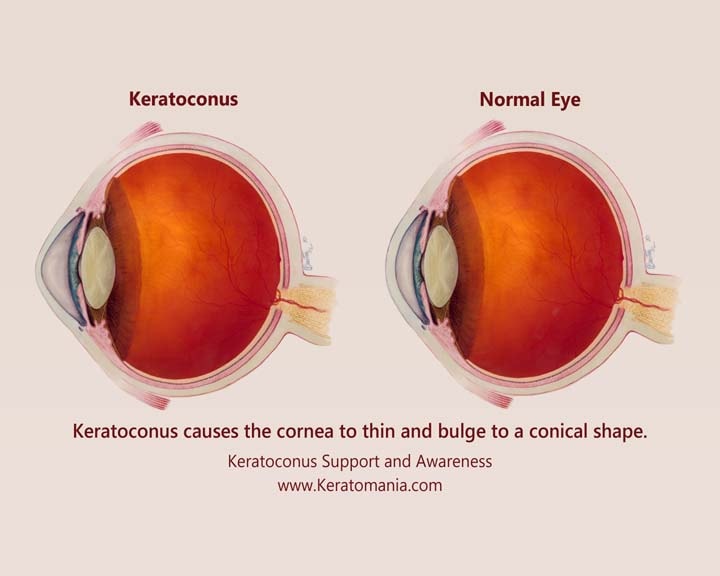 Keratoconus
Normal Eye
Keratoconus causes the cornea to thin and bulge to a conical shape.
Keratoconus Support and Awareness
www.Keratomania.com